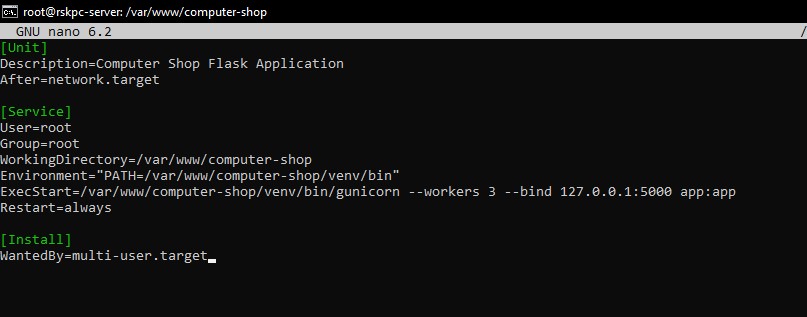 root@rskpc-server: /var/www/computer-shop
GNU nano 6.2 /
[Unit]
Description=Computer Shop Flask Application
After=network.target
[Service]
User=root
Group=root
WorkingDirectory=/var/www/computer-shop
Environment="PATH=/var/www/computer-shop/venv/bin"
ExecStart=/var/www/computer-shop/venv/bin/gunicorn --workers 3 --bind 127.0.0.1:5000 app:app
Restart=always
[Install]
WantedBy=multi-user.target